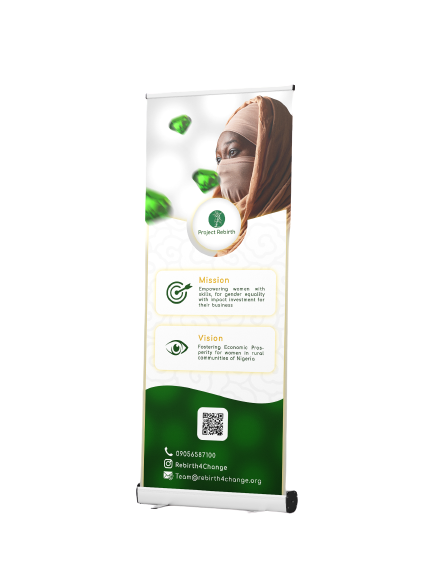 Project Rebirth
Mission
Empowering women with
skills, for gender equality
with impact investment for
their business
Vision
Fostering Economic Pros-
perity for women in rural
communities of Nigeria
09056587100
Rebirth4Change
Team@rebirth4change.org